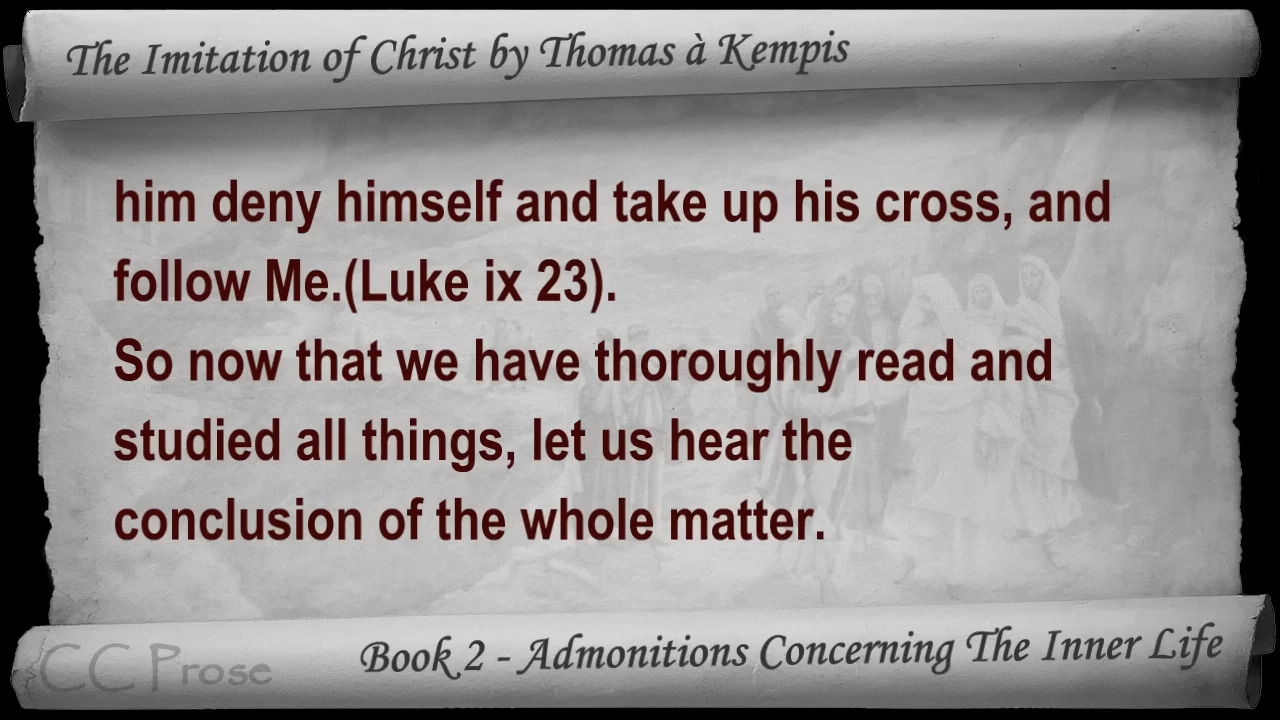 The Imitation of Christ by Thomas à Kempis
him deny himself and take up his cross, and
follow Me.(Luke ix 23).
So now that we have thoroughly read and
studied all things, let us hear the
conclusion of the whole matter.
CC Prose
Book 2 - Admonitions Concerning The Inner Life